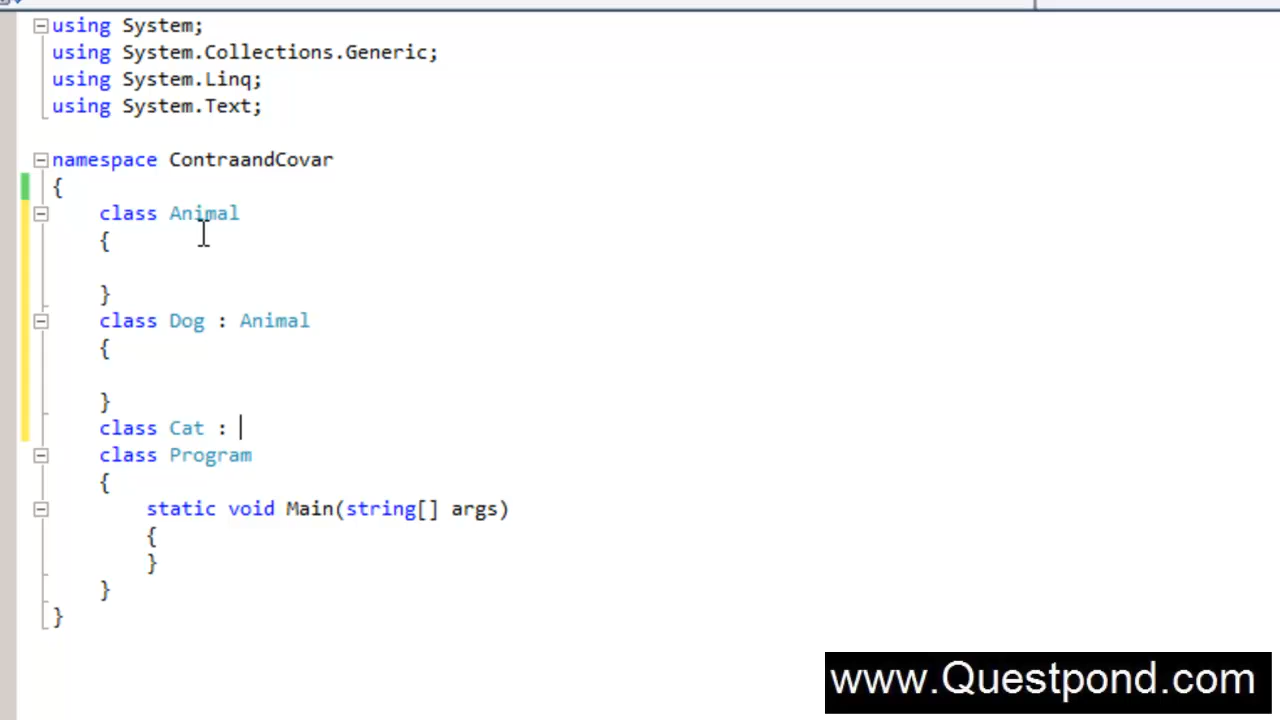 using System;
using System.Collections.Generic;
using System.Linq;
using System.Text;
namespace ContraandCovar
{
class Animal
{
}
class Dog : Animal
{
}
class Cat :
class Program
{
static void Main(string[] args)
{
}
}
}
www.Questpond.com